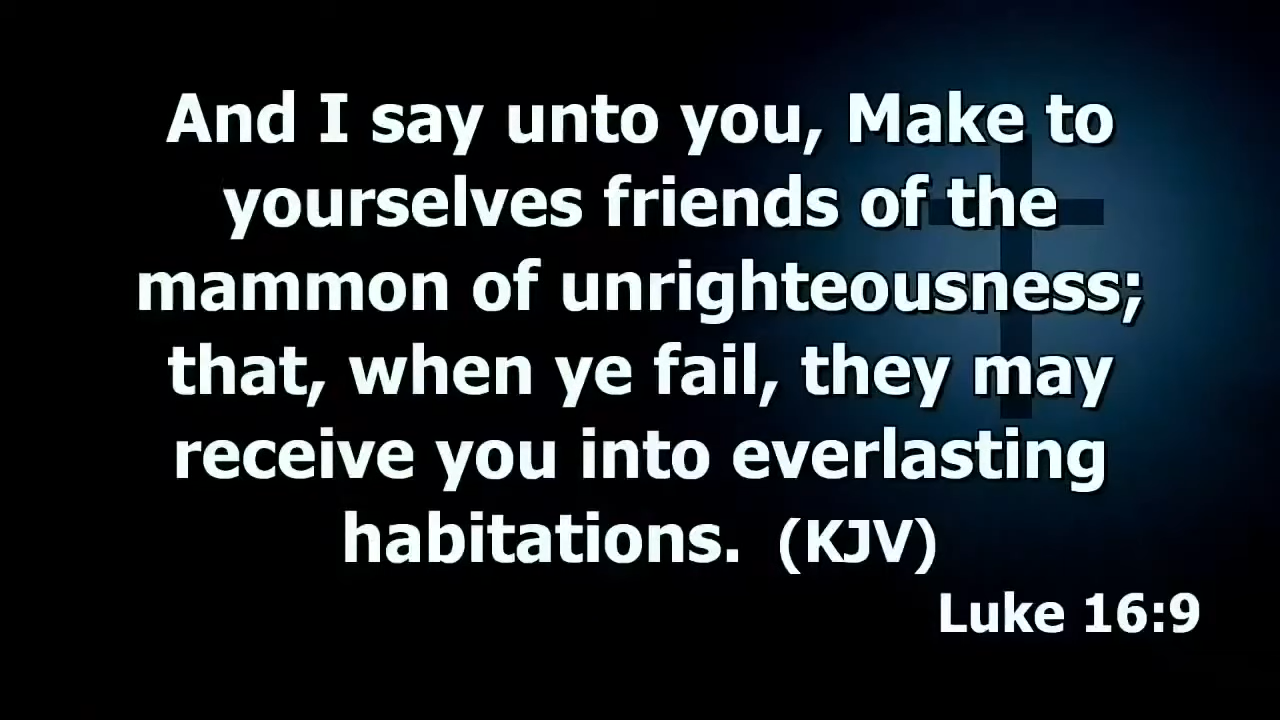 And I say unto you, Make to
yourselves friends of the
mammon of unrighteousness;
that, when ye fail, they may
receive you into everlasting
habitations. (KJV)
Luke 16:9